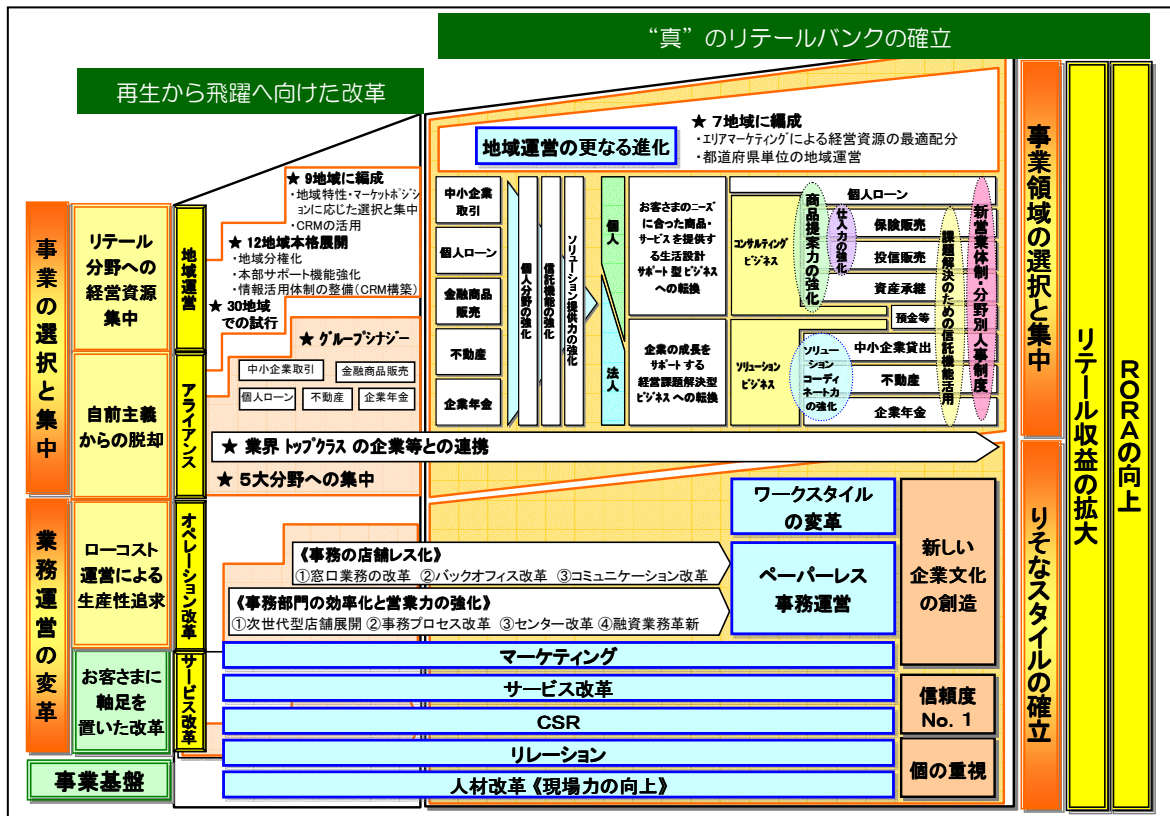 “真”のリテールバンクの確立
再生から飛躍へ向けた改革
事業の選択と集中
業務運営の変革
リテール
分野への
経営資源
集中
自前主義
からの脱却
ローコスト
運営による
生産性追求
お客さまに
軸足を
置いた改革
事業基盤
地域運営
アライアンス
オペレーション改革
サービス改革
★ 9地域に編成
・地域特性・マーケットポジシ
ョンに応じた選択と集中
・CRMの活用
★ 12地域本格展開
・地域分権化
・本部サポート機能強化
・情報活用体制の整備(CRM構築)
★ 30地域
での試行
★ グループシナジー
中小企業取引
金融商品販売
個人ローン
不動産
企業年金
★ 業界トップクラスの企業等との連携
★ 5大分野への集中
地域運営の更なる進化
★ 7地域に編成
・エリアマーケティングによる経営資源の最適配分
・都道府県単位の地域運営
中小企業
取引
個人ローン
金融商品
販売
不動産
企業年金
個人分野の強化
信託機能の強化
ソリューション提供力の強化
個人
法人
お客さまのニーズ
に合った商品・
サービスを提供す
る生活設計
サポート型ビジネス
への転換
企業の成長を
サポートする
経営課題解決型
ビジネスへの転換
コンサルティング
ビジネス
ソリューション
ビジネス
商品提案力の強化
仕入力の強化
ソリュー
ション
コーディ
ネート力
の強化
個人ローン
保険販売
投信販売
資産承継
預金等
中小企業貸出
不動産
企業年金
課題解決のための信託機能活用
新営業体制・分野別人事制度
《事務の店舗レス化》
①窓口業務の改革 ②バックオフィス改革 ③コミュニケーション改革
《事務部門の効率化と営業力の強化》
①次世代型店舗展開 ②事務プロセス改革 ③センター改革 ④融資業務革新
ワークスタイル
の変革
ペーパーレス
事務運営
新しい
企業文化
の創造
マーケティング
サービス改革
CSR
リレーション
人材改革《現場力の向上》
信頼度
No.1
個の重視
事業領域の選択と集中
りそなスタイルの確立
リテール収益の拡大
RORAの向上